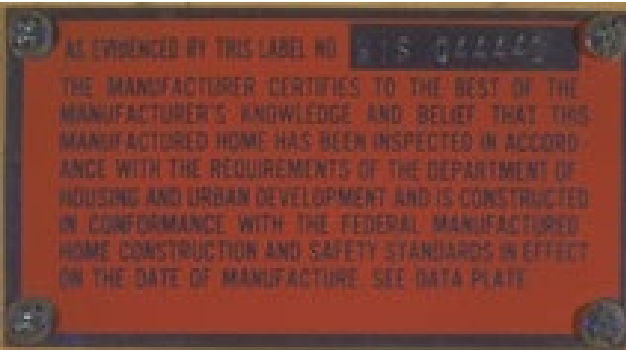 AS EVIDENCED BY THIS LABEL NO.
THE MANUFACTURER CERTIFIES TO THE BEST OF THE
MANUFACTURER'S KNOWLEDGE AND BELIEF THAT THIS
MANUFACTURED HOME HAS BEEN INSPECTED IN ACCORD-
ANCE WITH THE REQUIREMENTS OF THE DEPARTMENT OF
HOUSING AND URBAN DEVELOPMENT AND IS CONSTRUCTED
IN CONFORMANCE WITH THE FEDERAL MANUFACTURED
HOME CONSTRUCTION AND SAFETY STANDARDS IN EFFECT
ON THE DATE OF MANUFACTURE. SEE DATA PLATE